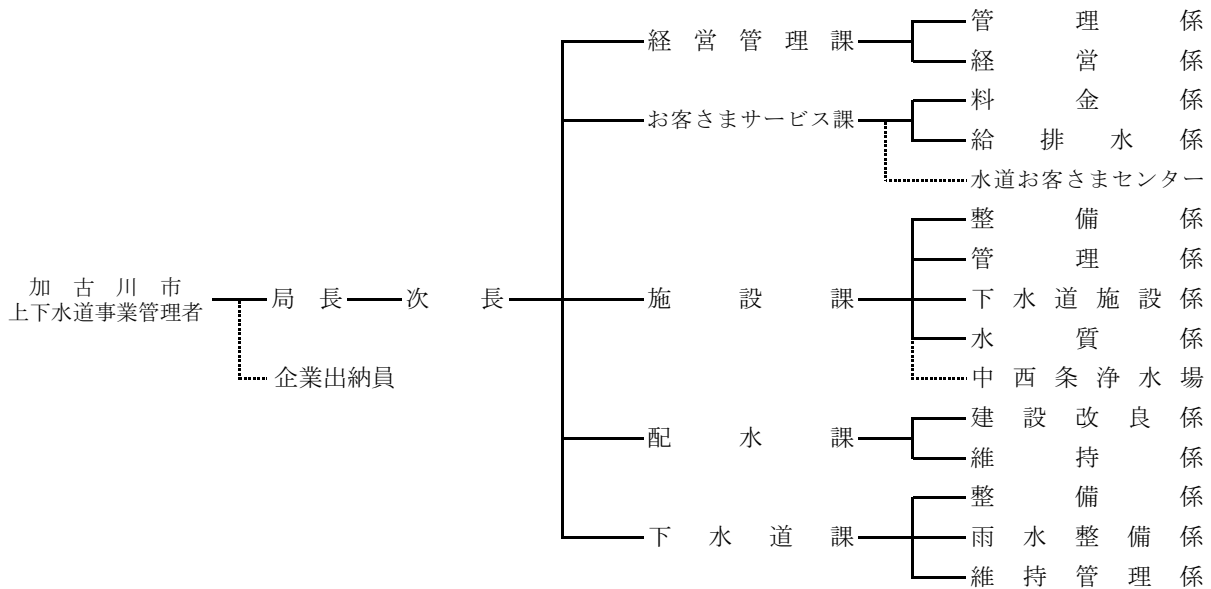 加古川市
上下水道事業管理者
局長
次長
企業出納員
経営管理課
管理係
経営係
お客さまサービス課
料金係
給排水係
水道お客さまセンター
施設課
整備係
管理係
下水道施設係
水質係
中西条浄水場
配水課
建設改良係
維持係
下水道課
整備係
雨水整備係
維持管理係